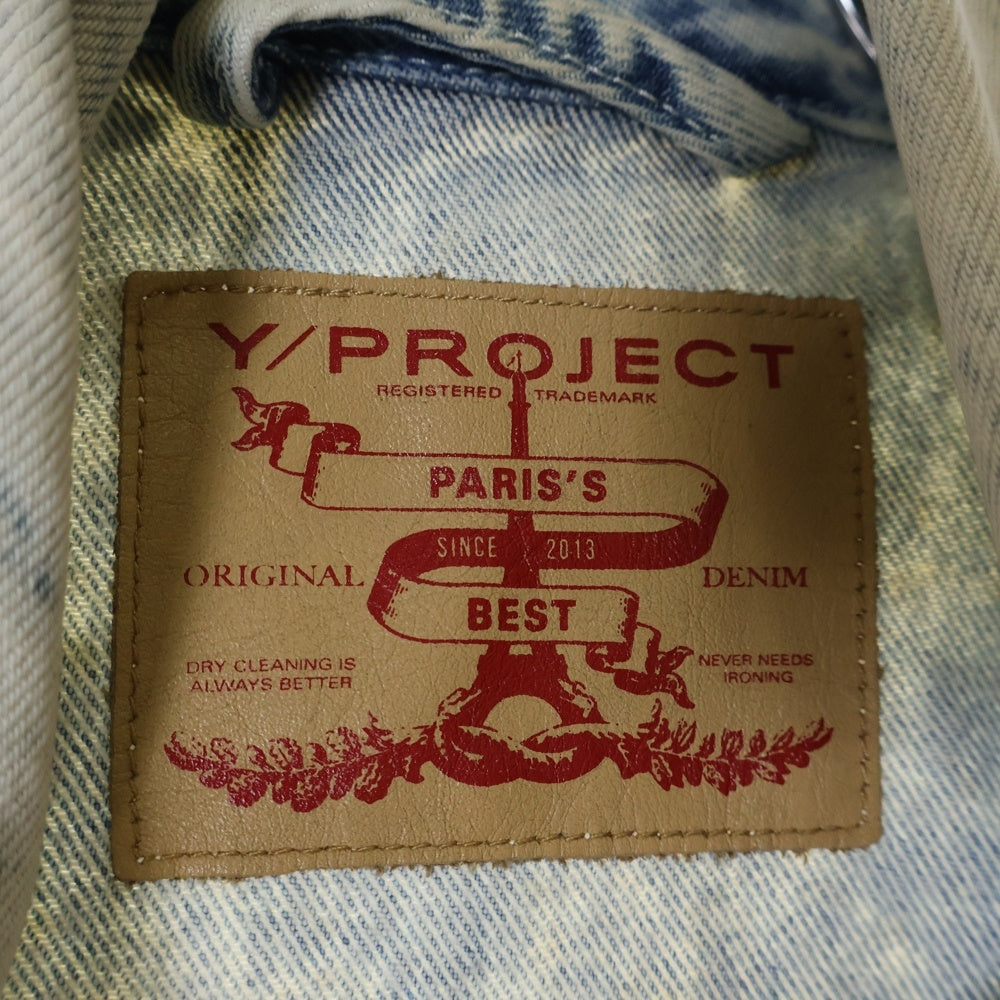 Y/PROJECT
REGISTERED TRADEMARK
PARIS'S
SINCE 2013
ORIGINAL DENIM
BEST
DRY CLEANING IS
ALWAYS BETTER
NEVER NEEDS
IRONING